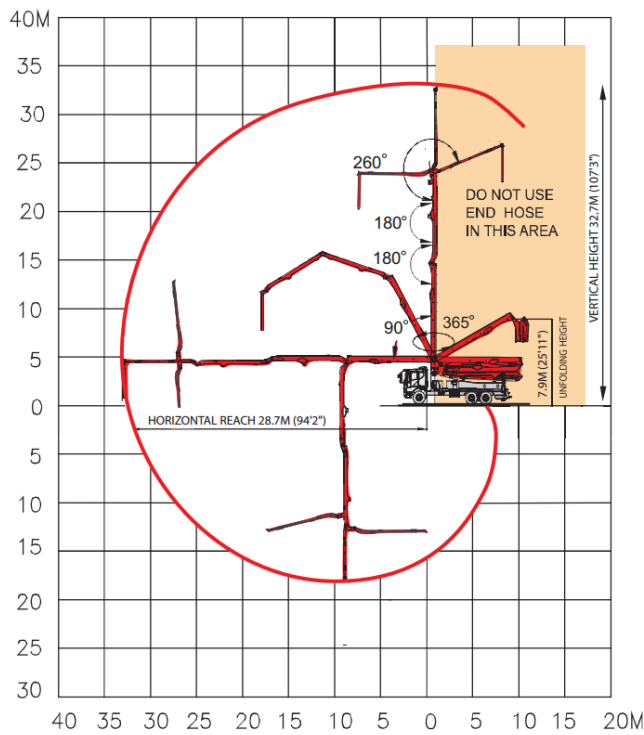 40M
35
30
25
20
15
10
5
0
5
10
15
20
25
30
260°
180°
180°
90°
365°
DO NOT USE
END HOSE
IN THIS AREA
VERTICAL HEIGHT 32.7M (107'3")
7.9M (25'11")
UNFOLDING HEIGHT
HORIZONTAL REACH 28.7M (94'2")
40 35 30 25 20 15 10 5 0 5 10 15 20M